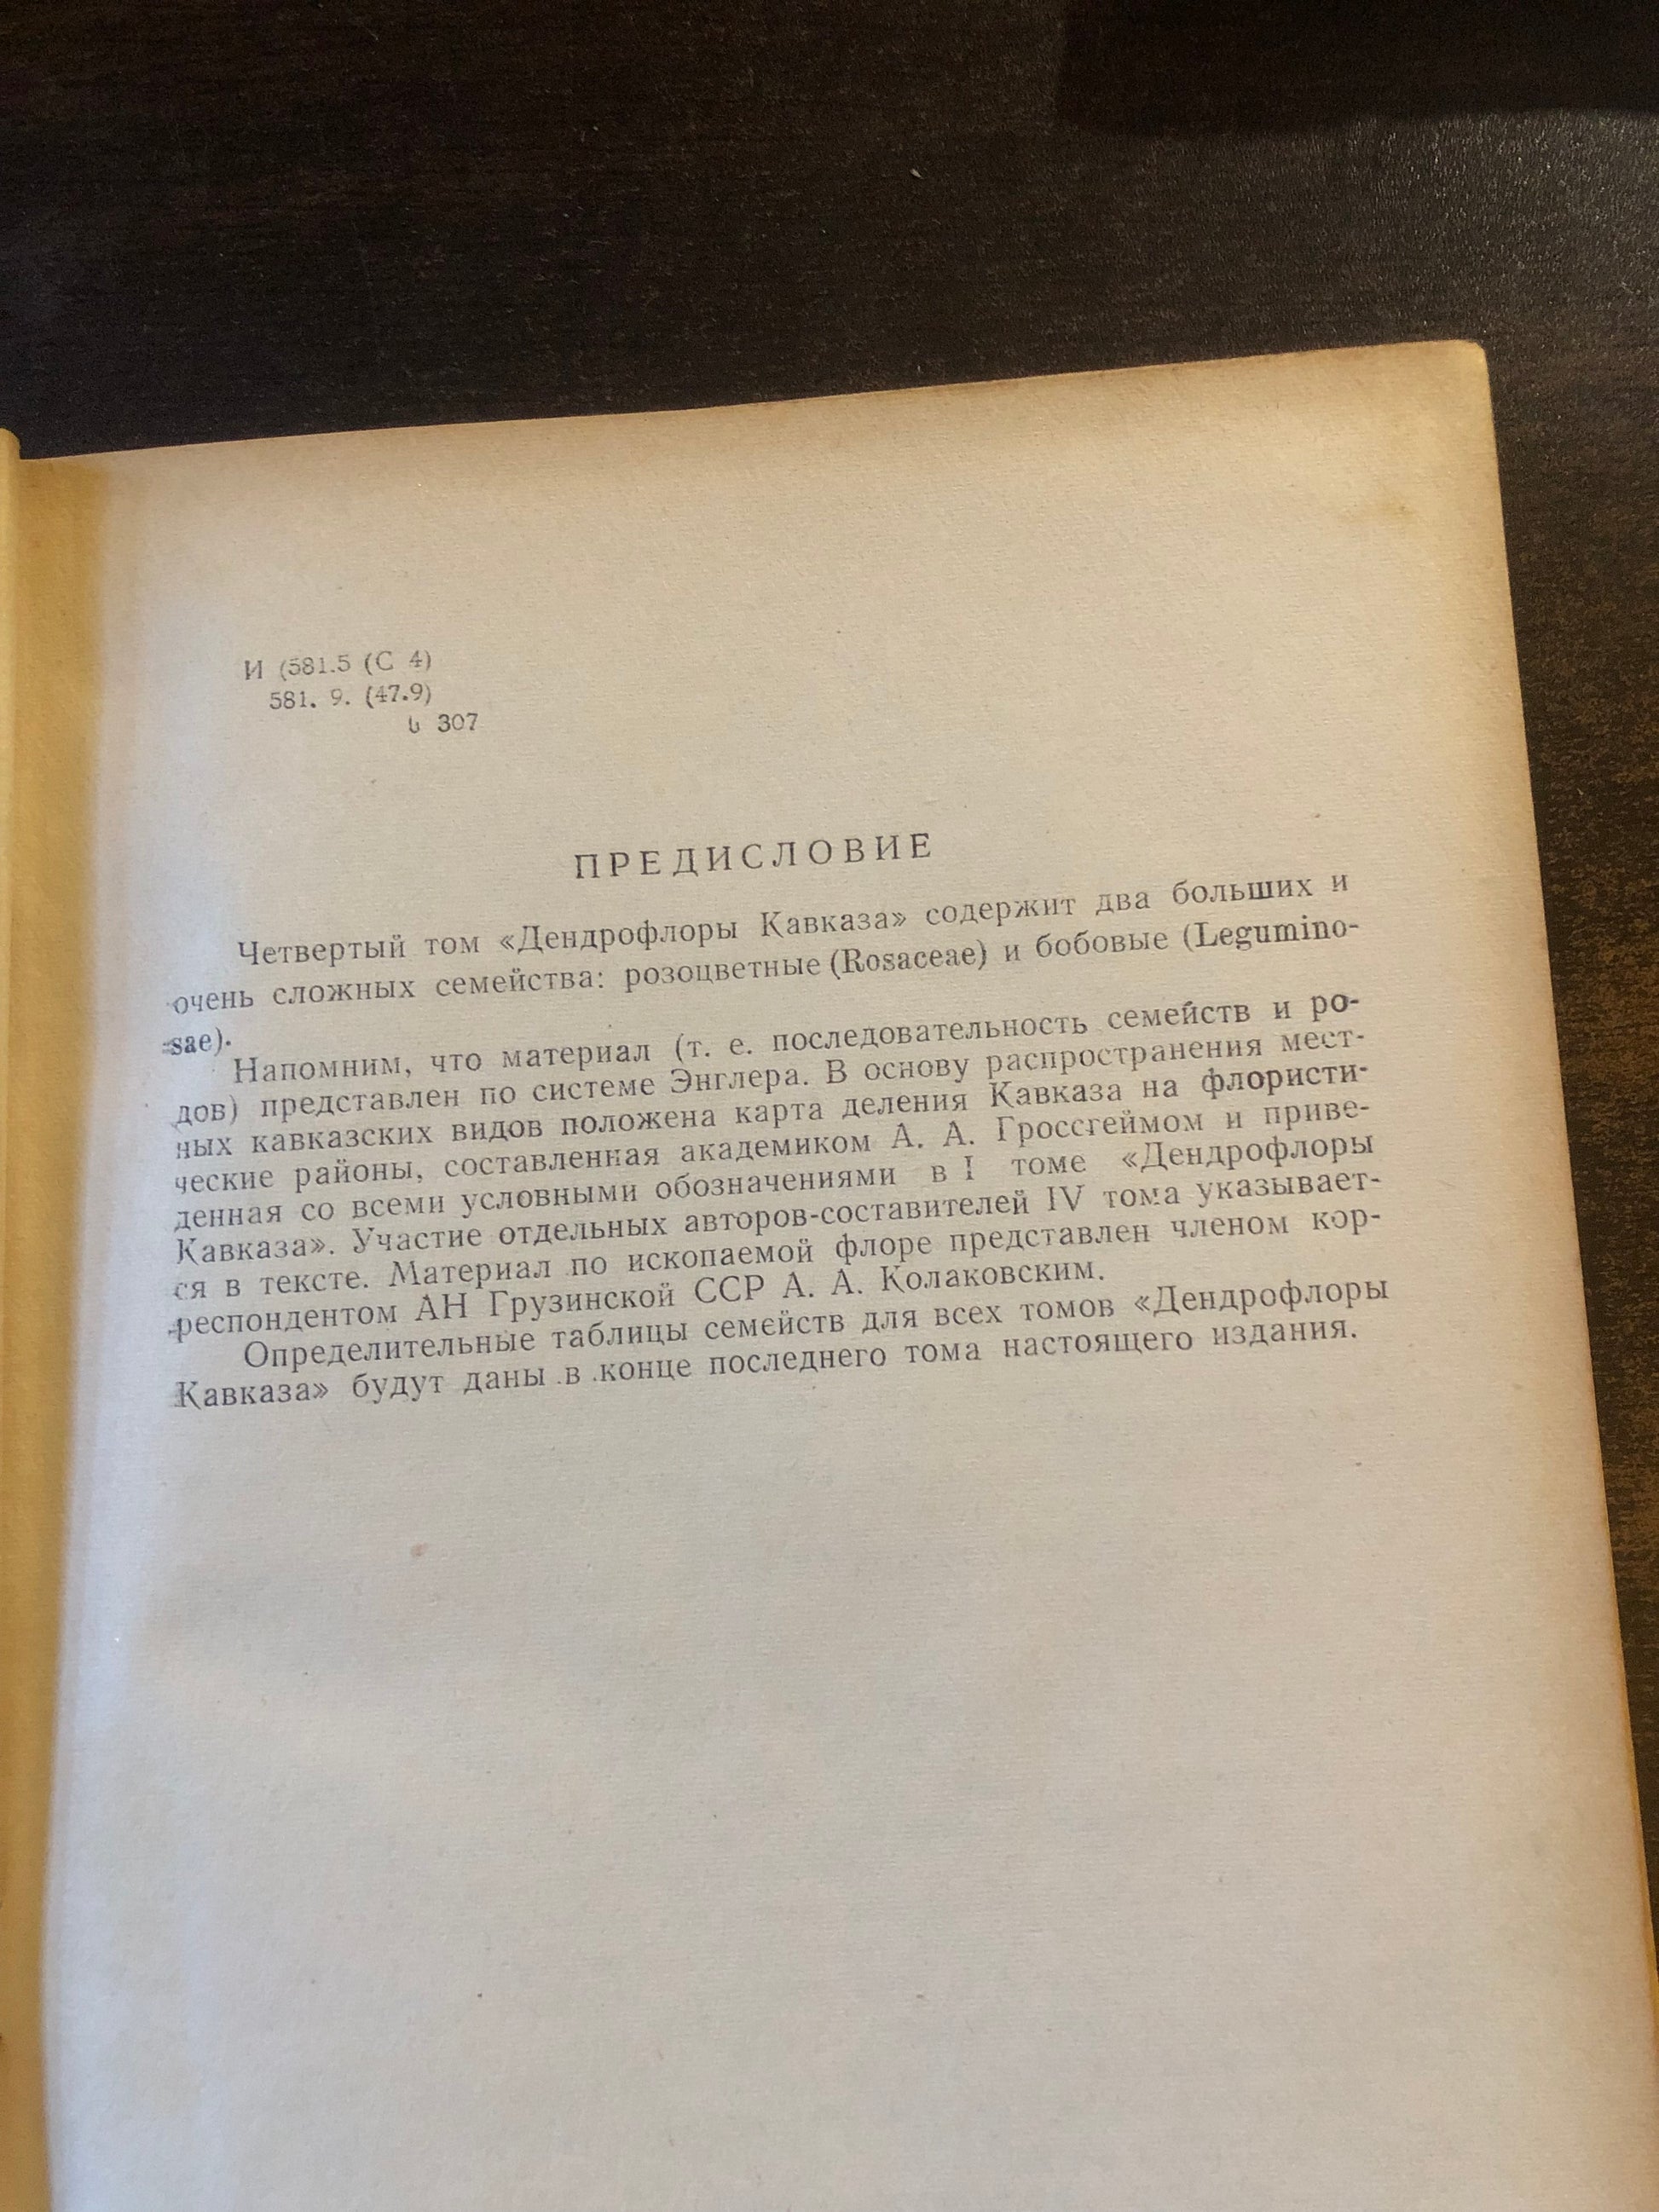 И (581.5 (С 4)
581. 9. (47.9)
ს 307
ПРЕДИСЛОВИЕ
Четвертый том «Дендрофлоры Кавказа» содержит два больших и
очень сложных семейства: розоцветные (Rosaceae) и бобовые (Legumino-
sae).
Напомним, что материал (т. е. последовательность семейств и ро-
дов) представлен по системе Энглера. В основу распространения мест-
ных кавказских видов положена карта деления Кавказа на флористи-
ческие районы, составленная академиком А. А. Гроссгеймом и приве-
денная со всеми условными обозначениями в I томе «Дендрофлоры
Кавказа». Участие отдельных авторов-составителей IV тома указывает-
ся в тексте. Материал по ископаемой флоре представлен членом кор-
респондентом АН Грузинской ССР А. А. Колаковским.
Определительные таблицы семейств для всех томов «Дендрофлоры
Кавказа» будут даны в конце последнего тома настоящего издания.